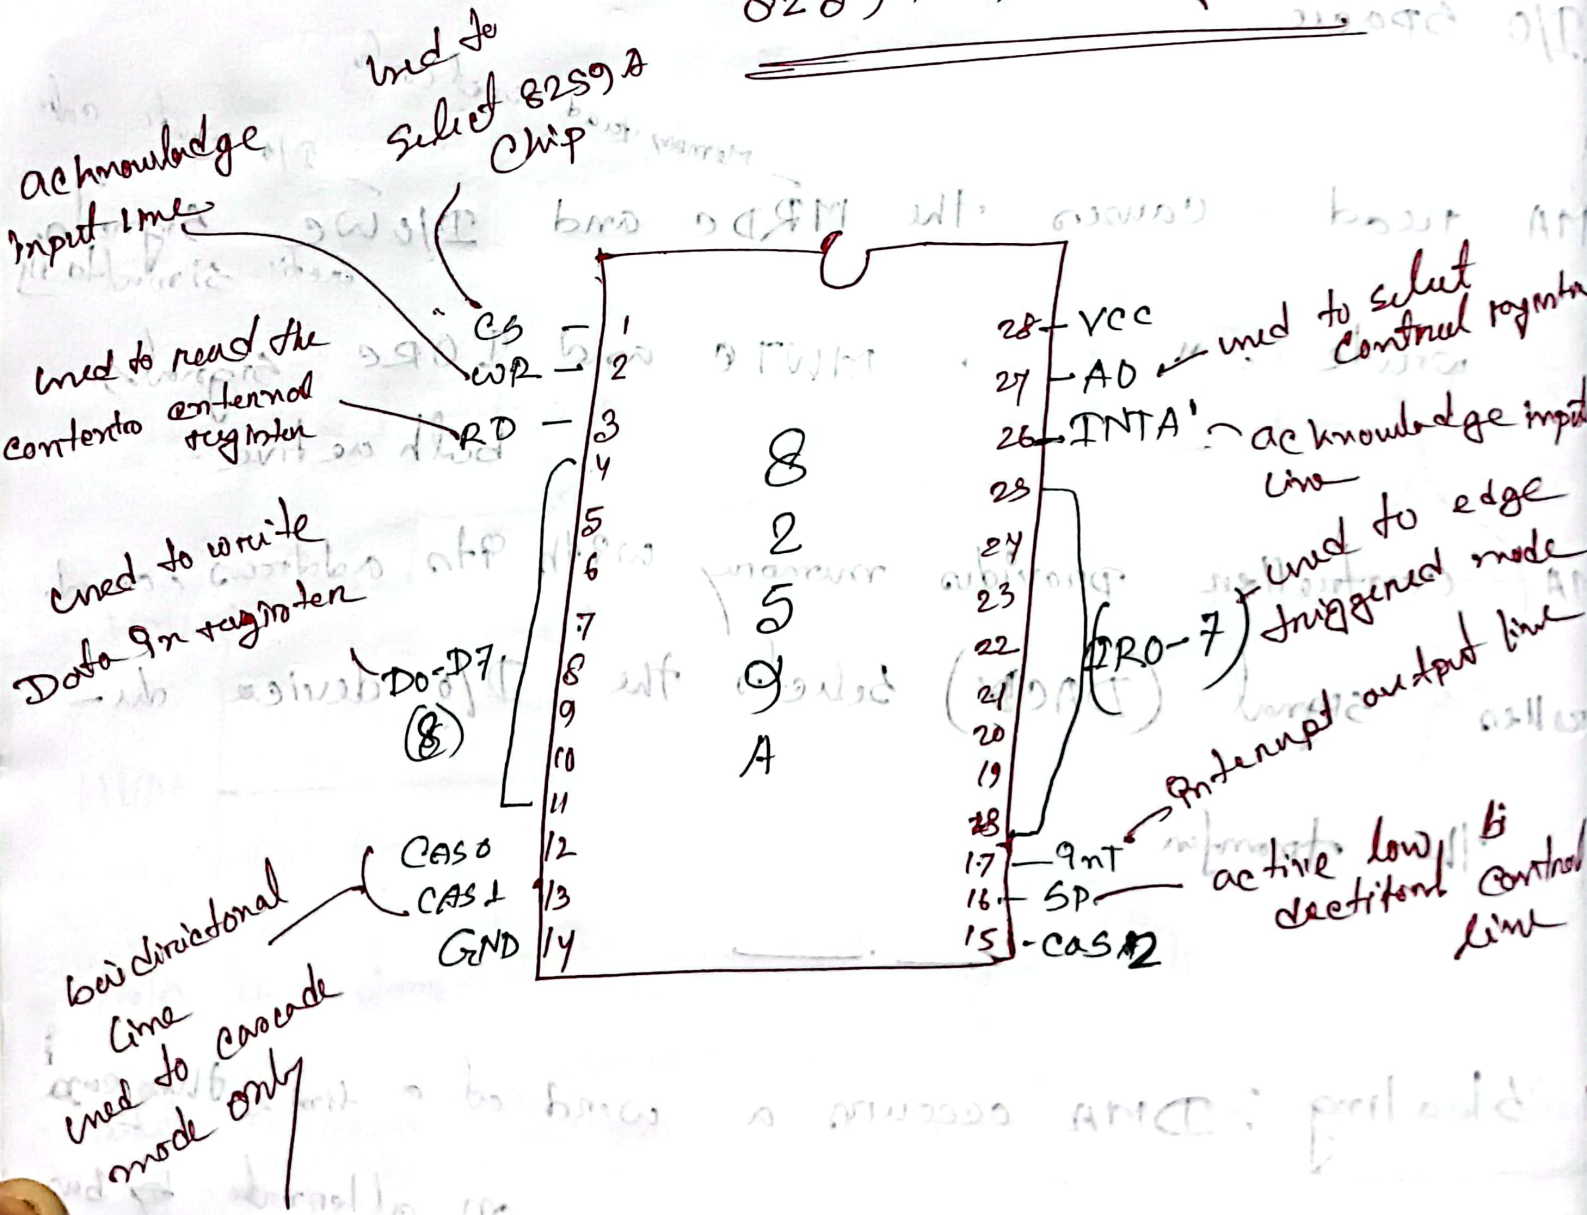 used to
select 8259A
Chip
acknowledge
input line
used to read the
contents enternal
register
used to write
Data in register
CS
WR
RD
D0-D7
(8)
CAS0
CAS1
GND
1
2
3
4
5
6
7
8
9
10
11
12
13
14
8
2
5
9
A
28
27
26
25
24
23
22
21
20
19
18
17
16
15
VCC
A0
INTA'
(IR0-7)
INT
SP
CAS2
used to select
control register
acknowledge input
line
used to edge
triggered mode
interrupt output line
active low, bi
dectitonl control
line
bai directonal
line
used to cascade
mode only